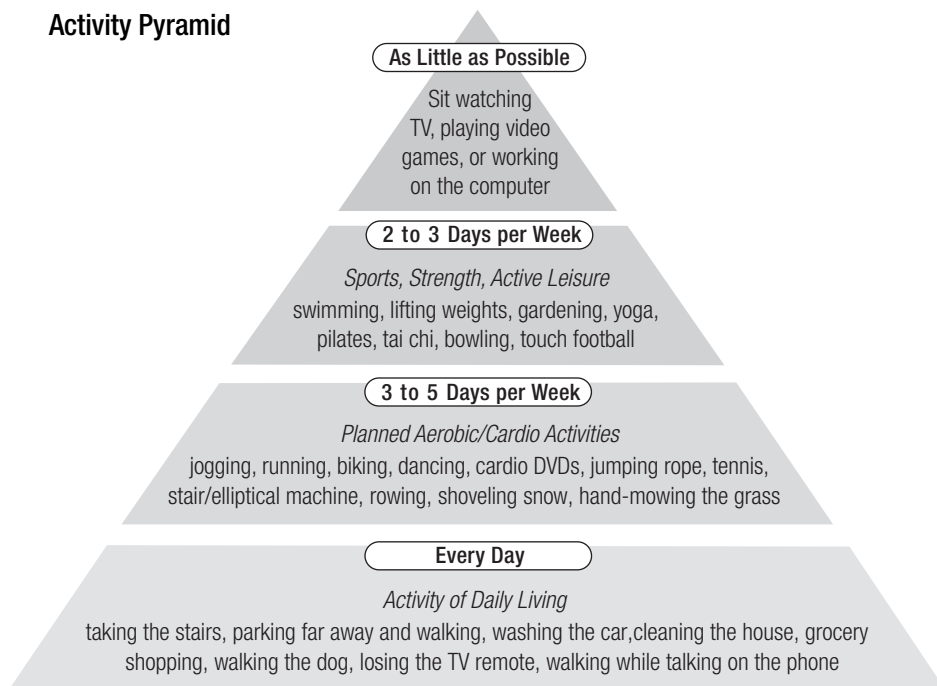 Activity Pyramid
As Little as Possible
Sit watching
TV, playing video
games, or working
on the computer
2 to 3 Days per Week
Sports, Strength, Active Leisure
swimming, lifting weights, gardening, yoga,
pilates, tai chi, bowling, touch football
3 to 5 Days per Week
Planned Aerobic/Cardio Activities
jogging, running, biking, dancing, cardio DVDs, jumping rope, tennis,
stair/elliptical machine, rowing, shoveling snow, hand-mowing the grass
Every Day
Activity of Daily Living
taking the stairs, parking far away and walking, washing the car,cleaning the house, grocery
shopping, walking the dog, losing the TV remote, walking while talking on the phone